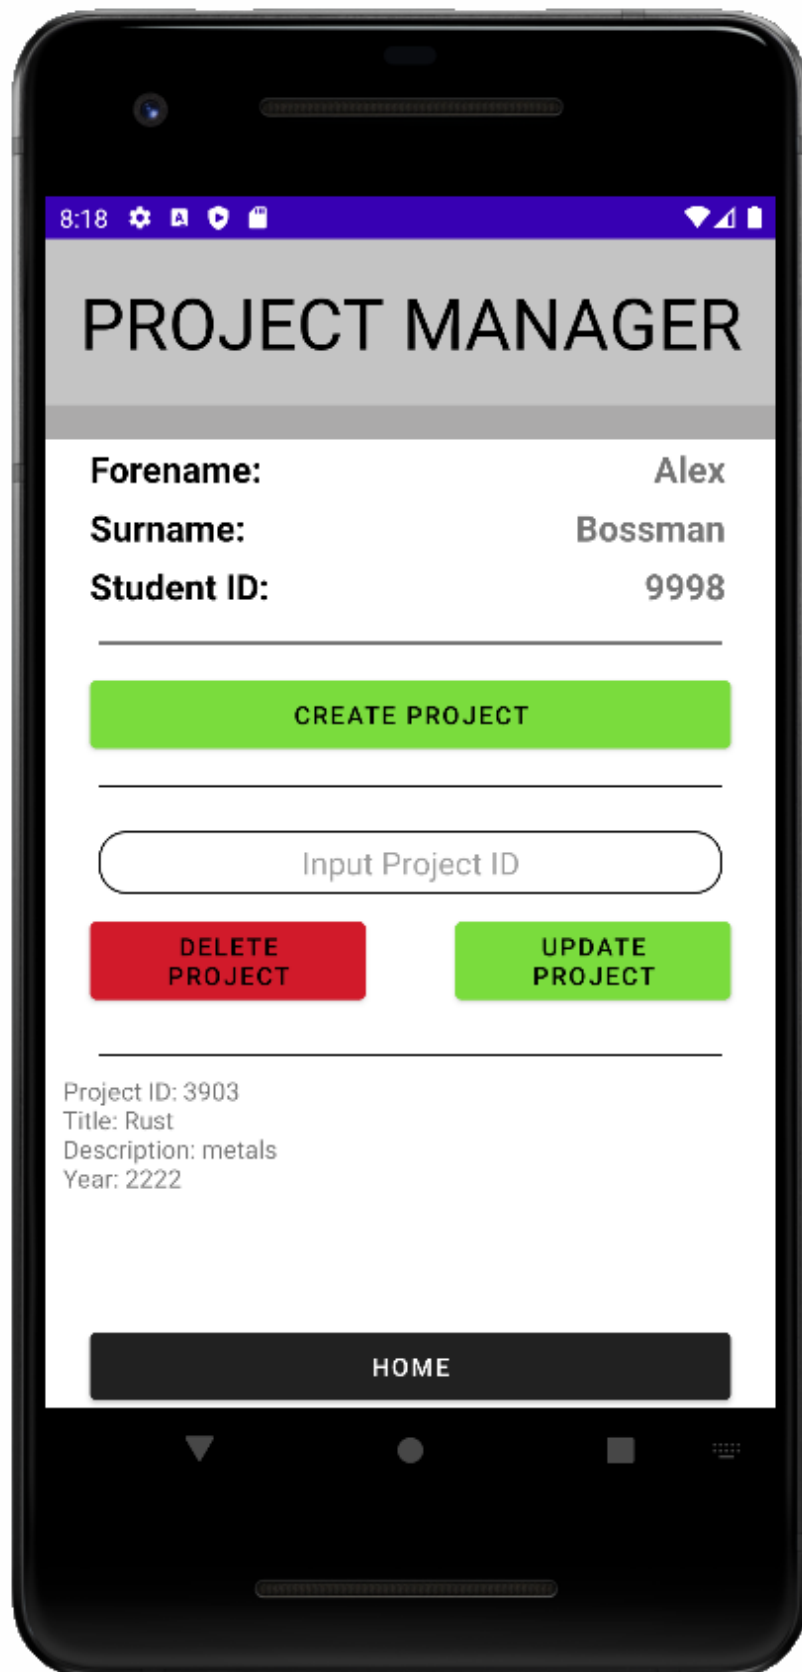 8:18
PROJECT MANAGER
Forename: Alex
Surname: Bossman
Student ID: 9998
CREATE PROJECT
Input Project ID
DELETE UPDATE
PROJECT PROJECT
Project ID: 3903
Title: Rust
Description: metals
Year: 2222
HOME